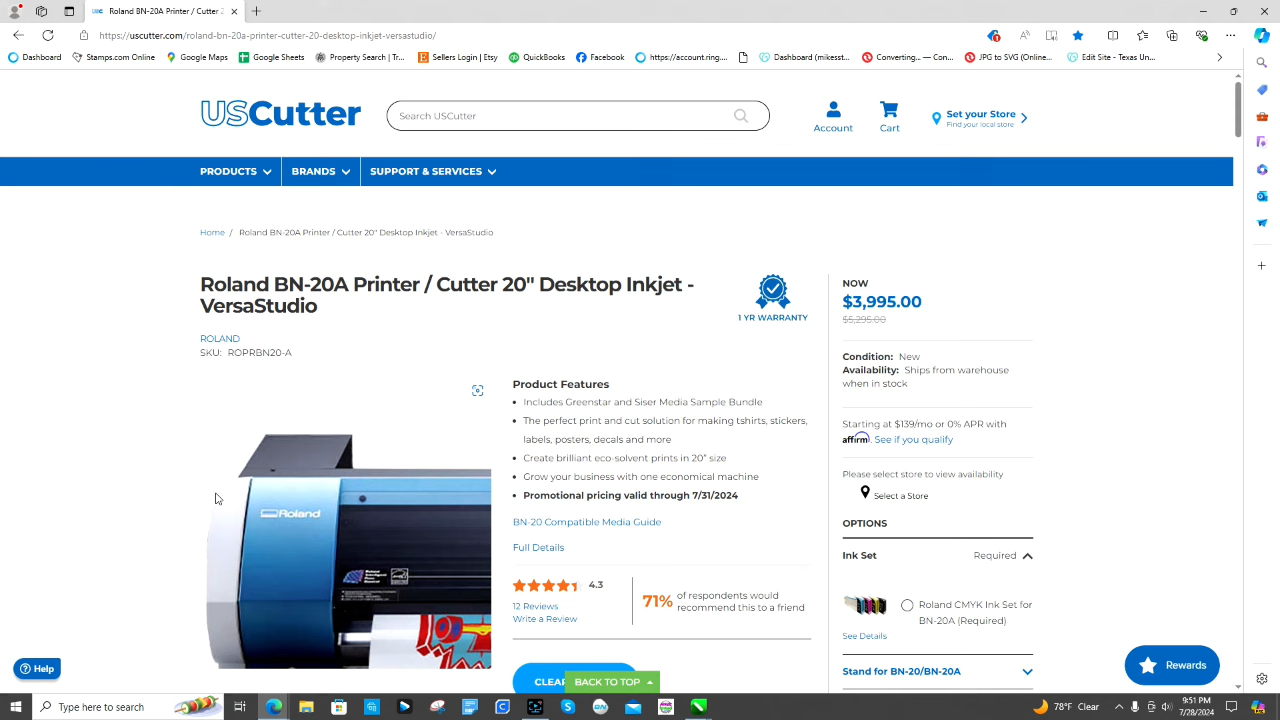 Roland BN-20A Printer / Cutter 2
https://uscutter.com/roland-bn-20a-printer-cutter-20-desktop-inkjet-versastudio/
Dashboard
Stamps.com Online
Google Maps
Google Sheets
Property Search | Tr...
Sellers Login | Etsy
QuickBooks
Facebook
https://account.ring....
Dashboard (mikesst...
Converting... — Con...
JPG to SVG (Online...
Edit Site - Texas Un...
USCutter
Search USCutter
Account
Cart
Set your Store
Find your local store
PRODUCTS
BRANDS
SUPPORT & SERVICES
Home / Roland BN-20A Printer / Cutter 20" Desktop Inkjet - VersaStudio
Roland BN-20A Printer / Cutter 20" Desktop Inkjet -
VersaStudio
1 YR WARRANTY
ROLAND
SKU: ROPRBN20-A
Roland
Product Features
Includes Greenstar and Siser Media Sample Bundle
The perfect print and cut solution for making tshirts, stickers,
labels, posters, decals and more
Create brilliant eco-solvent prints in 20” size
Grow your business with one economical machine
Promotional pricing valid through 7/31/2024
BN-20 Compatible Media Guide
Full Details
4.3
12 Reviews
Write a Review
71%
of respondents would
recommend this to a friend
CLEAR
BACK TO TOP
NOW
$3,995.00
$5,295.00
Condition: New
Availability: Ships from warehouse
when in stock
Starting at $139/mo or 0% APR with
affirm. See if you qualify
Please select store to view availability
Select a Store
OPTIONS
Ink Set
Required
Roland CMYK Ink Set for
BN-20A (Required)
See Details
Stand for BN-20/BN-20A
Rewards
Help
Type here to search
78°F Clear
9:51 PM
7/28/2024